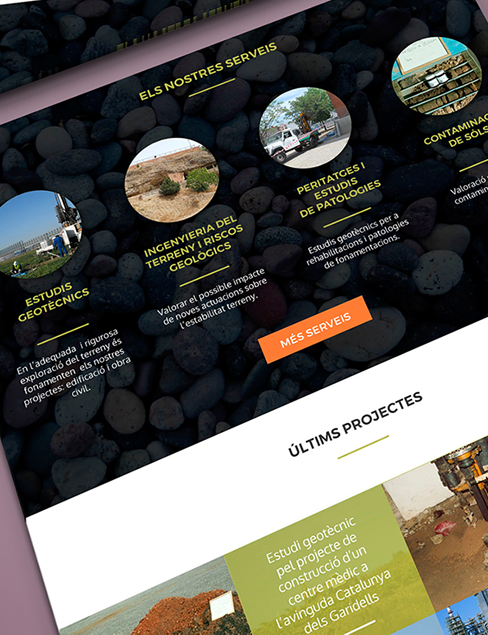 ELS NOSTRES SERVEIS
ESTUDIS
GEOTÈCNICS
En l'adequada i rigurosa
exploració del terreny és
fonamenten els nostres
projectes: edificació i obra
civil.
INGENYIERIA DEL
TERRENY I RISCOS
GEOLÒGICS
Valorar el possible impacte
de noves actuacions sobre
l'estabilitat terreny.
PERITATGES I
ESTUDIS
DE PATOLOGIES
Estudis geotècnics per a
rehabilitacions i patologies
de fonamentacions.
CONTAMINAC
DE SÒLS
Valoració
contamin
MÉS SERVEIS
ÚLTIMS PROJECTES
Estudi geotècnic
pel projecte de
construcció d'un
centre mèdic a
l'avinguda Catalunya
dels Garidells